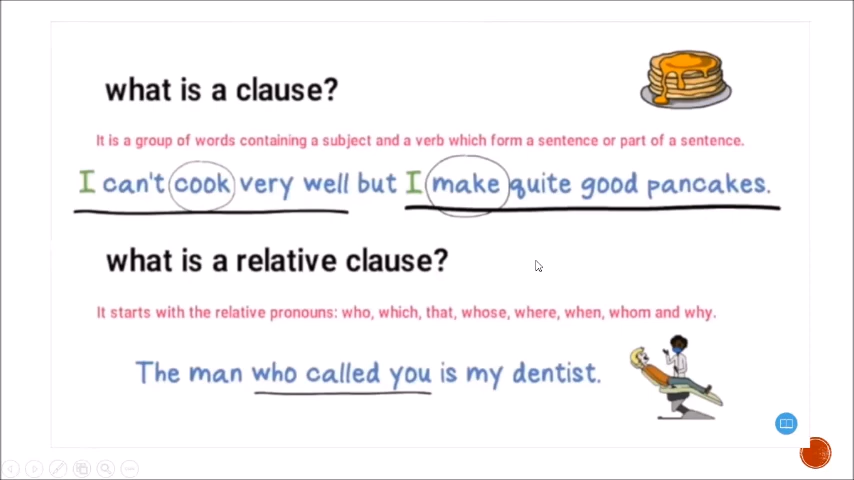 what is a clause?
It is a group of words containing a subject and a verb which form a sentence or part of a sentence.
I can't cook very well but I make quite good pancakes.
what is a relative clause?
It starts with the relative pronouns: who, which, that, whose, where, when, whom and why.
The man who called you is my dentist.